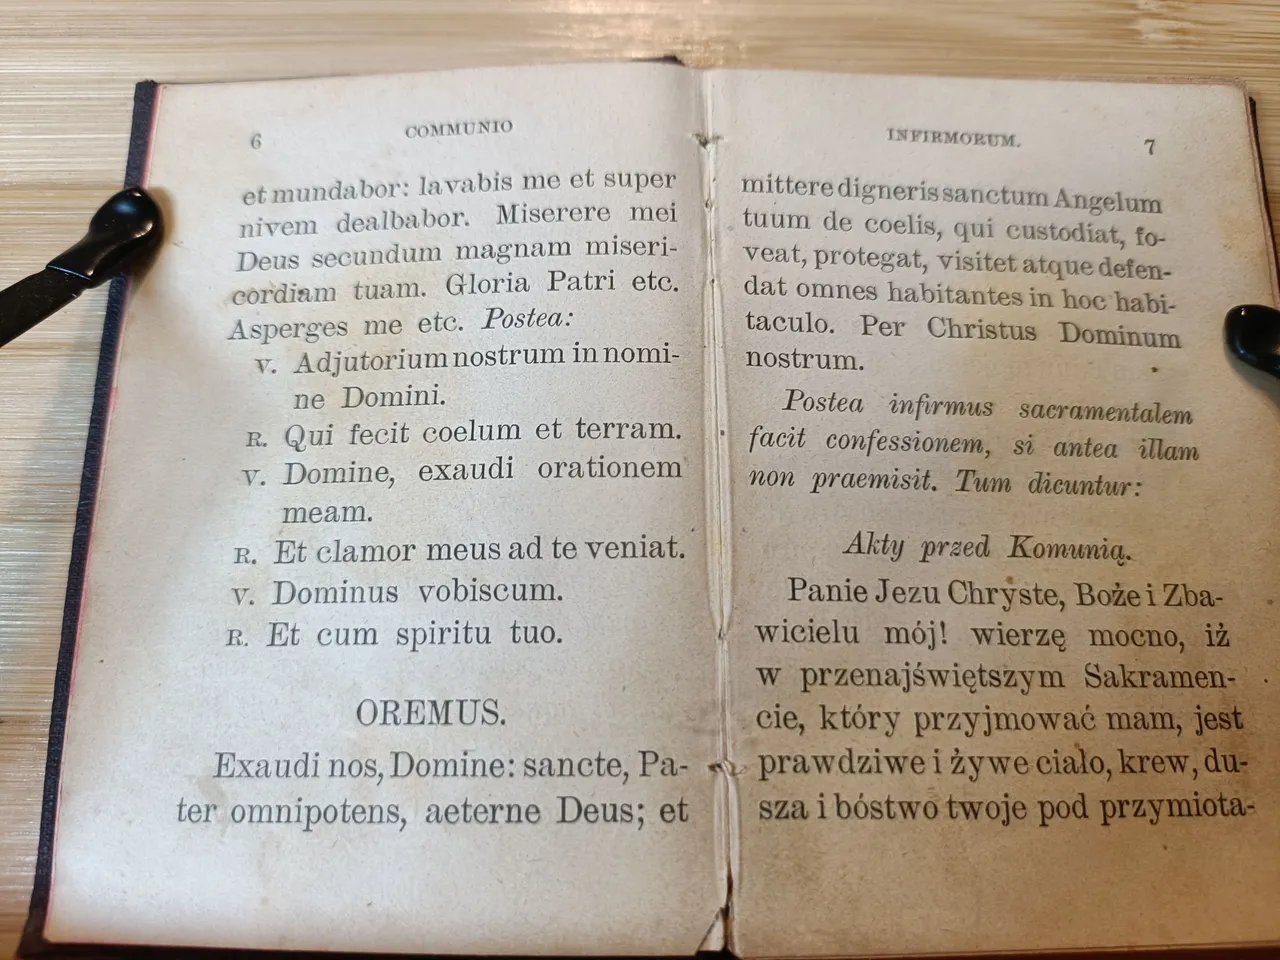 6
COMMUNIO
et mundabor: lavabis me et super
nivem dealbabor. Miserere mei
Deus secundum magnam miseri-
cordiam tuam. Gloria Patri etc.
Asperges me etc. Postea:
V. Adjutorium nostrum in nomi-
ne Domini.
R. Qui fecit coelum et terram.
V. Domine, exaudi orationem
meam.
R. Et clamor meus ad te veniat.
V. Dominus vobiscum.
R. Et cum spiritu tuo.
OREMUS.
Exaudi nos, Domine: sancte, Pa-
ter omnipotens, aeterne Deus; et
INFIRMORUM.
7
mittere digneris sanctum Angelum
tuum de coelis, qui custodiat, fo-
veat, protegat, visitet atque defen-
dat omnes habitantes in hoc habi-
taculo. Per Christus Dominum
nostrum.
Postea infirmus sacramentalem
facit confessionem, si antea illam
non praemisit. Tum dicuntur:
Akty przed Komunią.
Panie Jezu Chryste, Boże i Zba-
wicielu mój! wierzę mocno, iż
w przenajświętszym Sakramen-
cie, który przyjmować mam, jest
prawdziwe i żywe ciało, krew, du-
sza i bóstwo twoje pod przymiota-